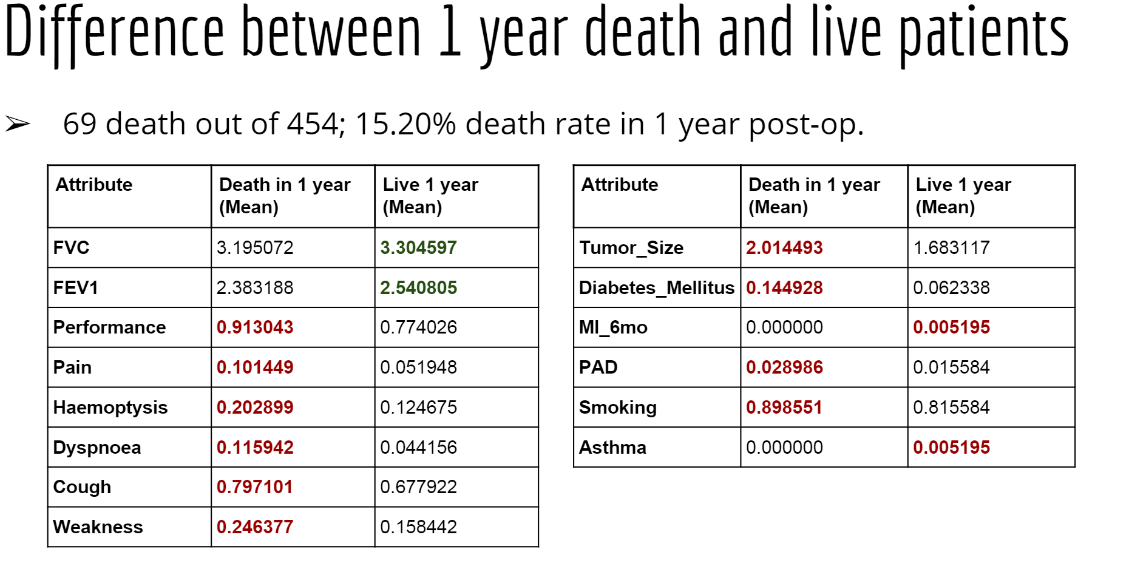 Difference between 1 year death and live patients
➢ 69 death out of 454; 15.20% death rate in 1 year post-op.
Attribute Death in 1 year (Mean) Live 1 year (Mean)
FVC 3.195072 3.304597
FEV1 2.383188 2.540805
Performance 0.913043 0.774026
Pain 0.101449 0.051948
Haemoptysis 0.202899 0.124675
Dyspnoea 0.115942 0.044156
Cough 0.797101 0.677922
Weakness 0.246377 0.158442
Attribute Death in 1 year (Mean) Live 1 year (Mean)
Tumor_Size 2.014493 1.683117
Diabetes_Mellitus 0.144928 0.062338
MI_6mo 0.000000 0.005195
PAD 0.028986 0.015584
Smoking 0.898551 0.815584
Asthma 0.000000 0.005195